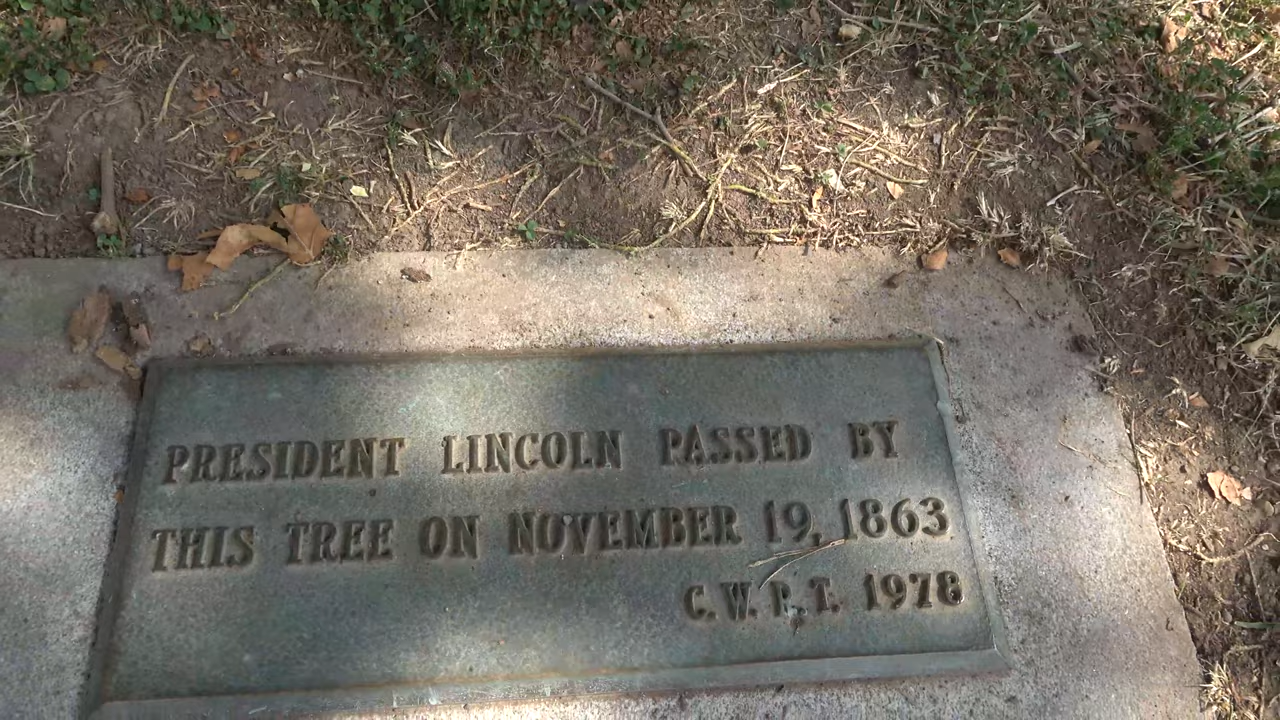 PRESIDENT LINCOLN PASSED BY
THIS TREE ON NOVEMBER 19, 1863
C.W.R.T. 1978